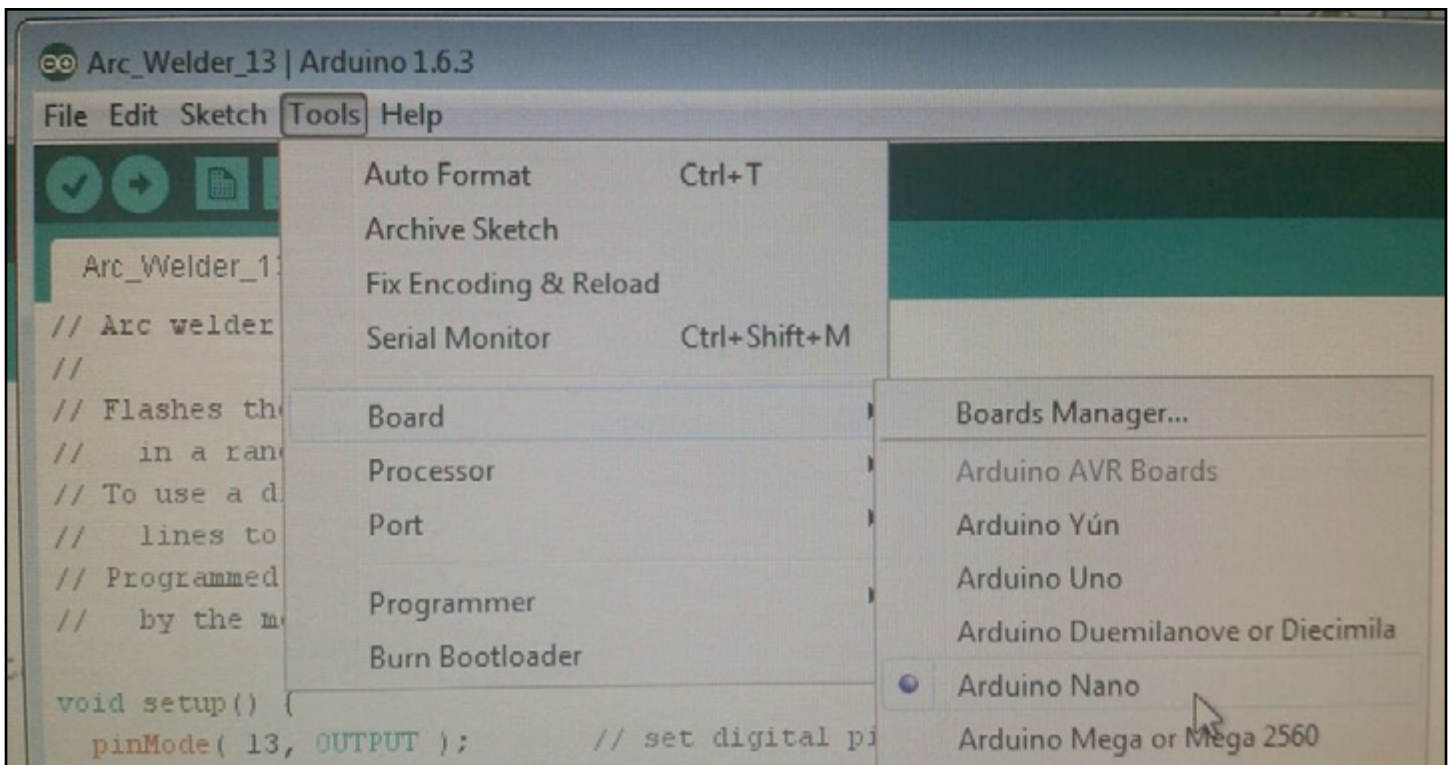 Arc_Welder_13 | Arduino 1.6.3
File Edit Sketch Tools Help
Auto Format Ctrl+T
Archive Sketch
Arc_Welder_1
Fix Encoding & Reload
// Arc welder
Serial Monitor Ctrl+Shift+M
//
// Flashes
Board
Boards Manager...
// in a
Processor
Arduino AVR Boards
// To use a
Port
Arduino Yún
// lines to
// Programmed
Arduino Uno
Programmer
// by the
Arduino Duemilanove or Diecimila
Burn Bootloader
Arduino Nano
void setup() {
pinMode( 13, OUTPUT ); // set digital
Arduino Mega or Mega 2560